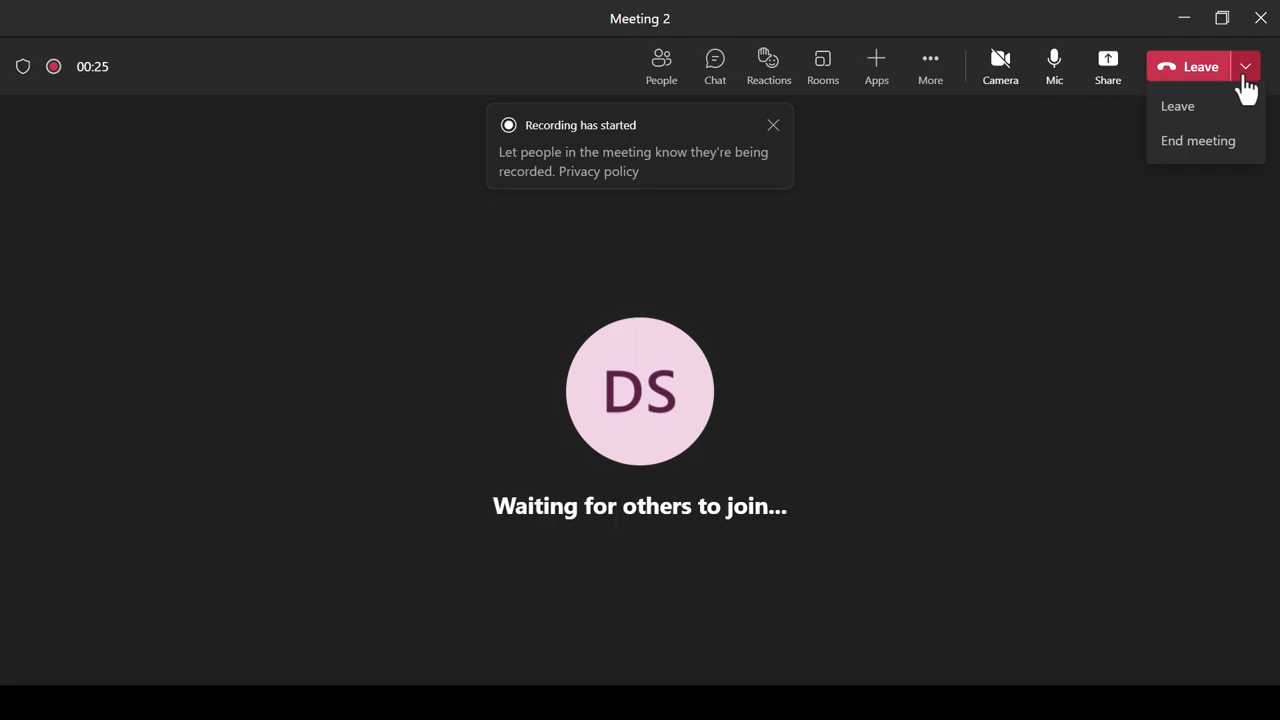 Meeting 2
00:25
People
Chat
Reactions
Rooms
Apps
More
Camera
Mic
Share
Leave
Leave
End meeting
Recording has started
Let people in the meeting know they're being
recorded. Privacy policy
DS
Waiting for others to join...